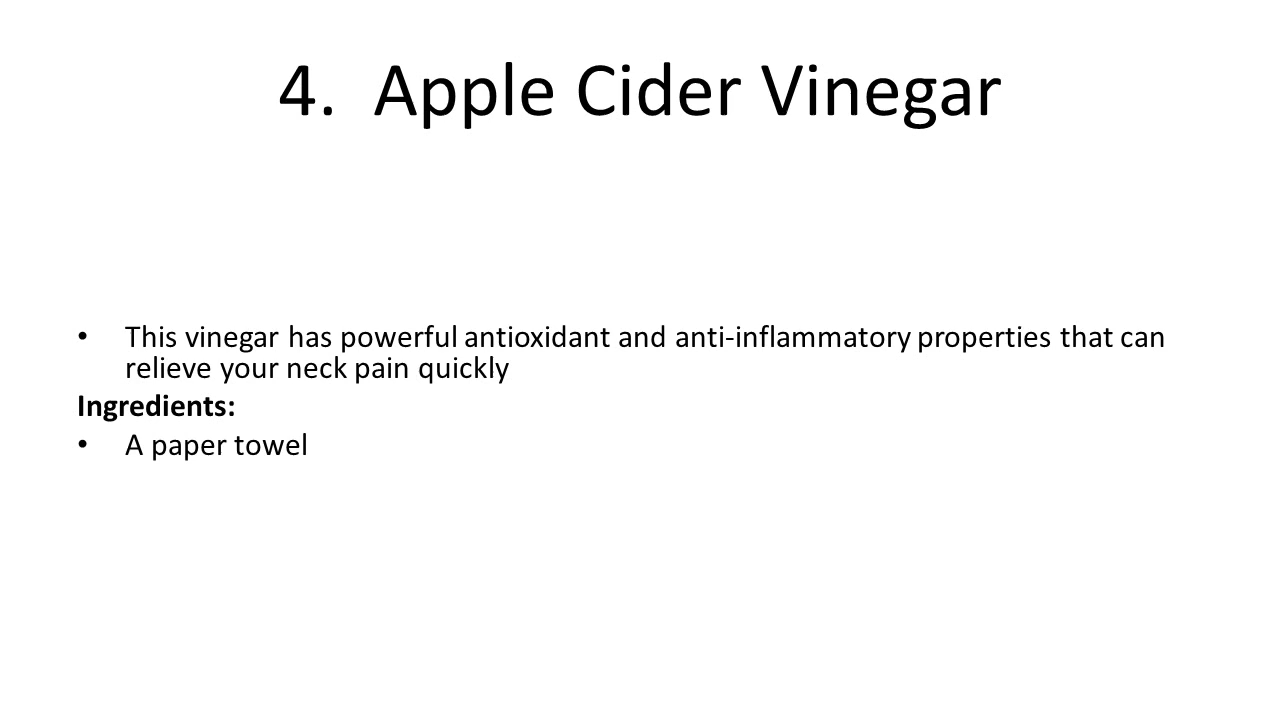 4.  Apple Cider Vinegar
• This vinegar has powerful antioxidant and anti-inflammatory properties that can
relieve your neck pain quickly
Ingredients:
• A paper towel